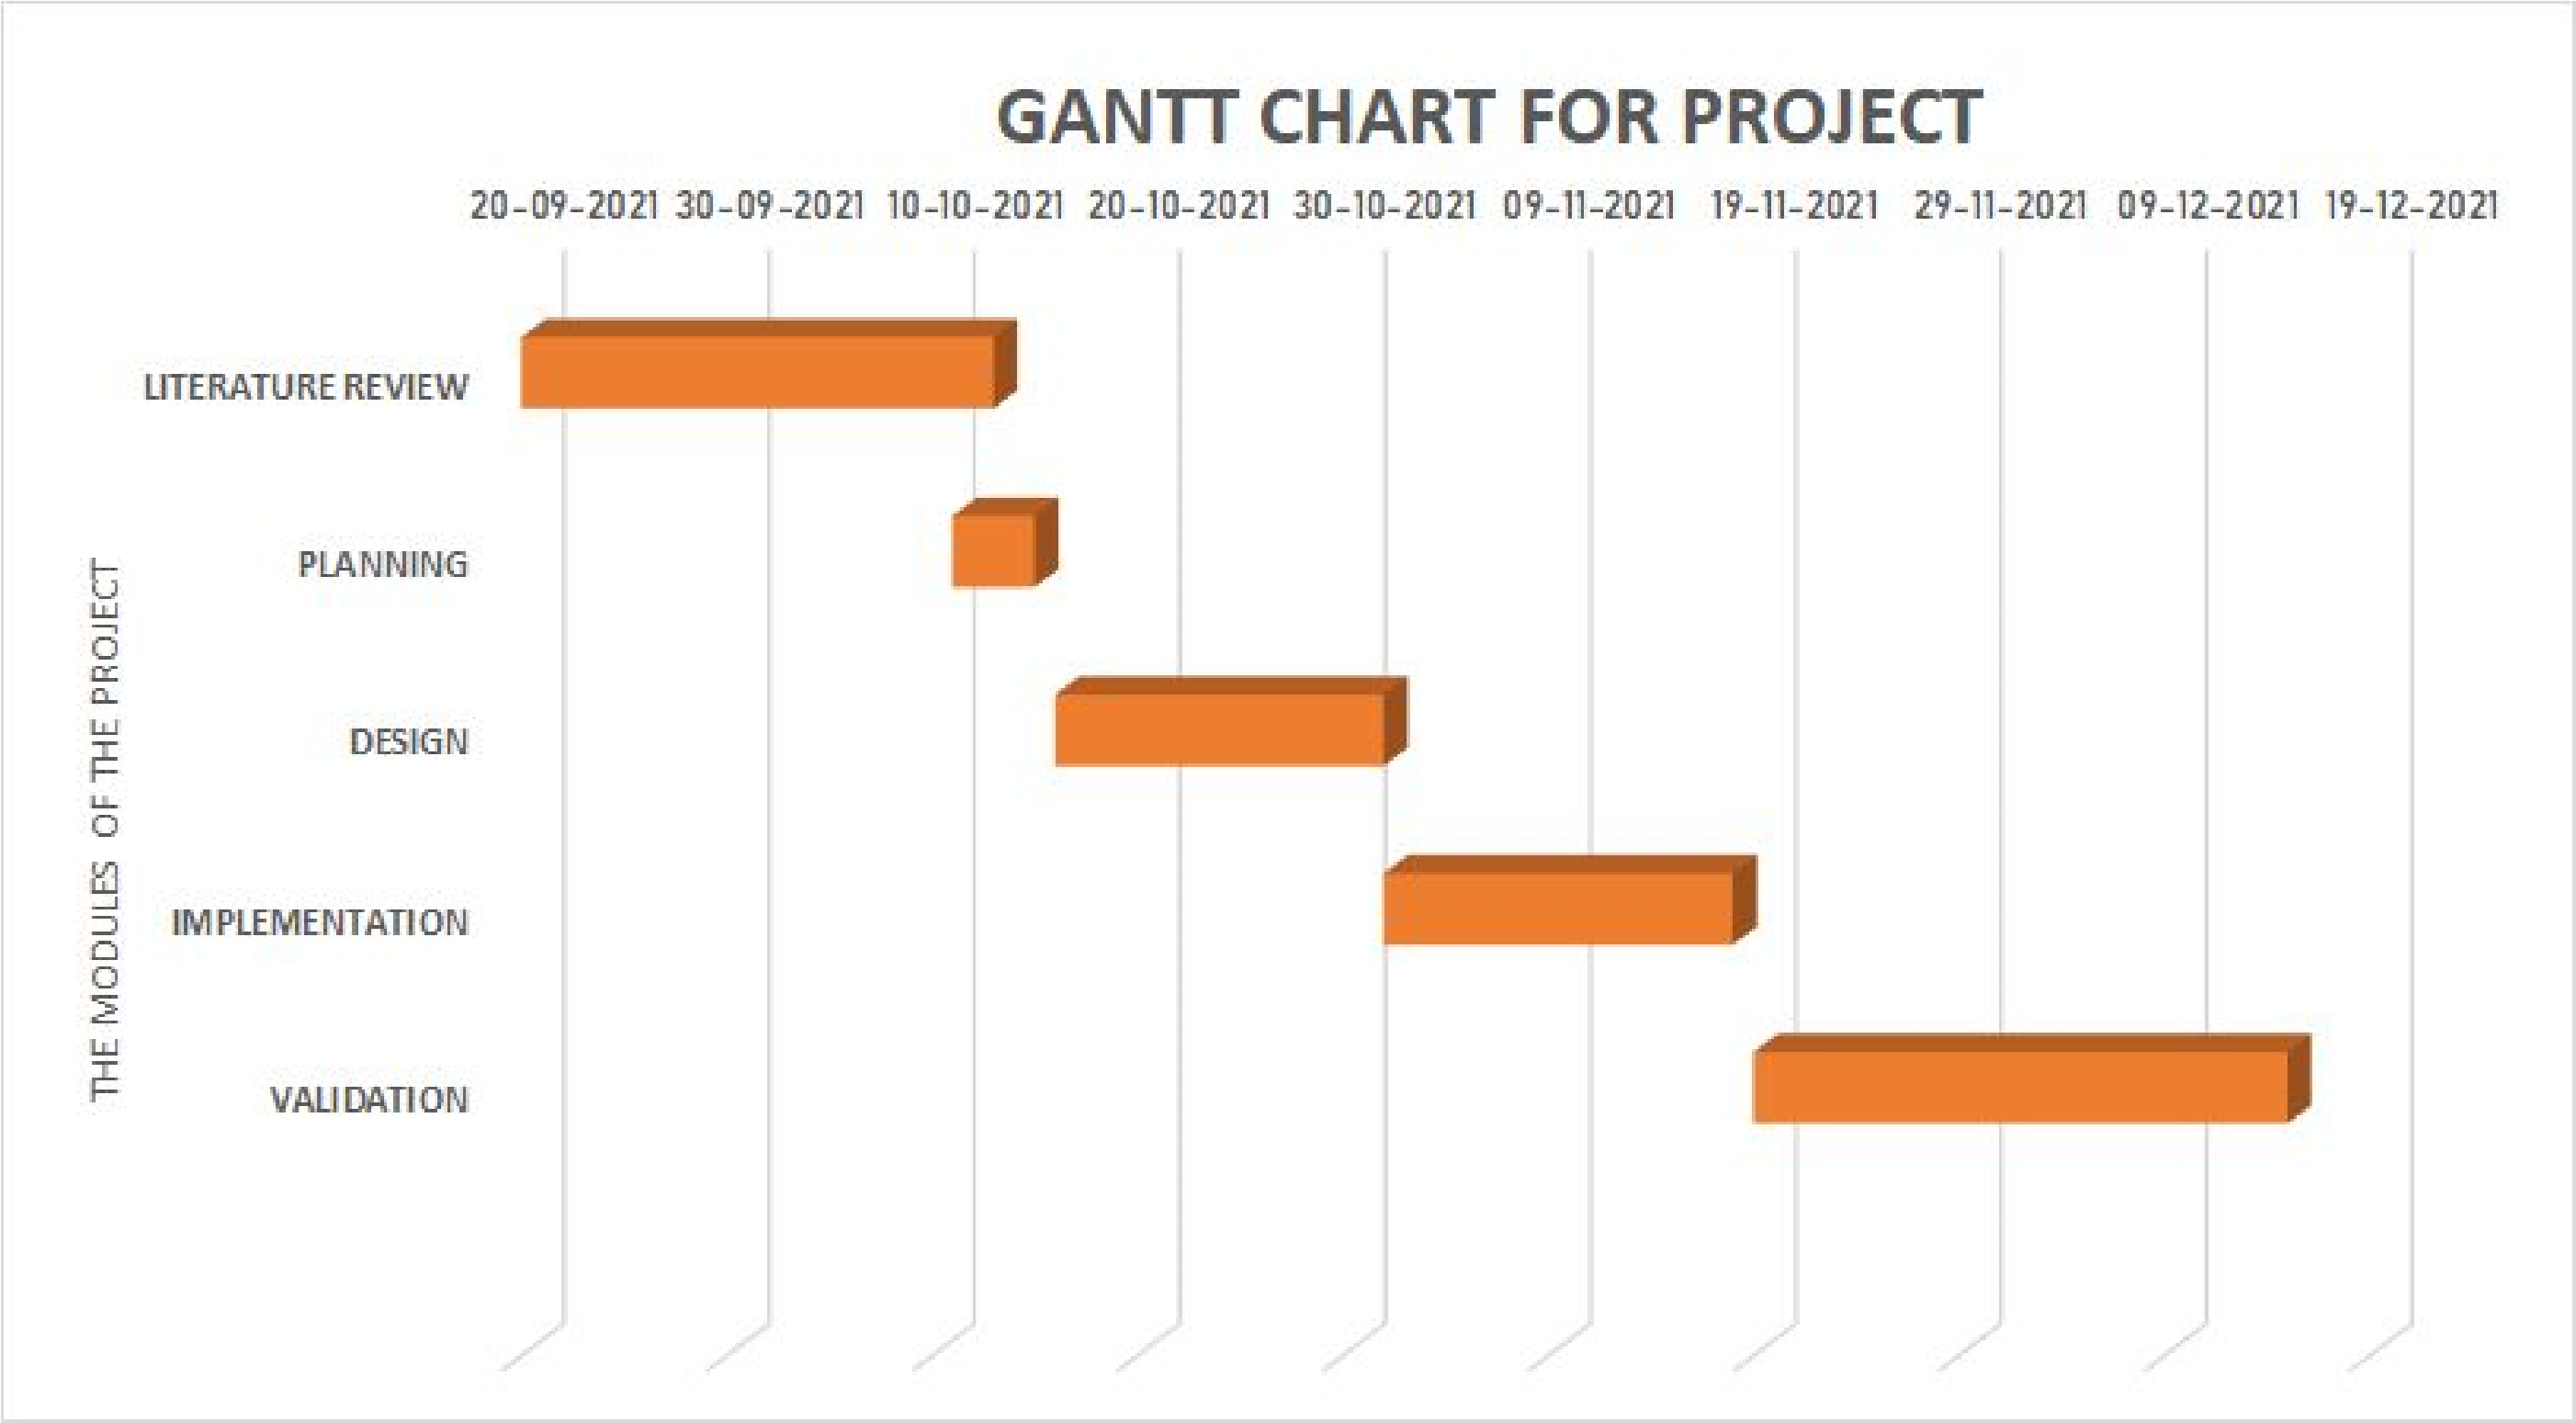 GANTT CHART FOR PROJECT
20-09-2021 30-09-2021 10-10-2021 20-10-2021 30-10-2021 09-11-2021 19-11-2021 29-11-2021 09-12-2021 19-12-2021
LITERATURE REVIEW
PLANNING
DESIGN
IMPLEMENTATION
VALIDATION
THE MODULES OF THE PROJECT